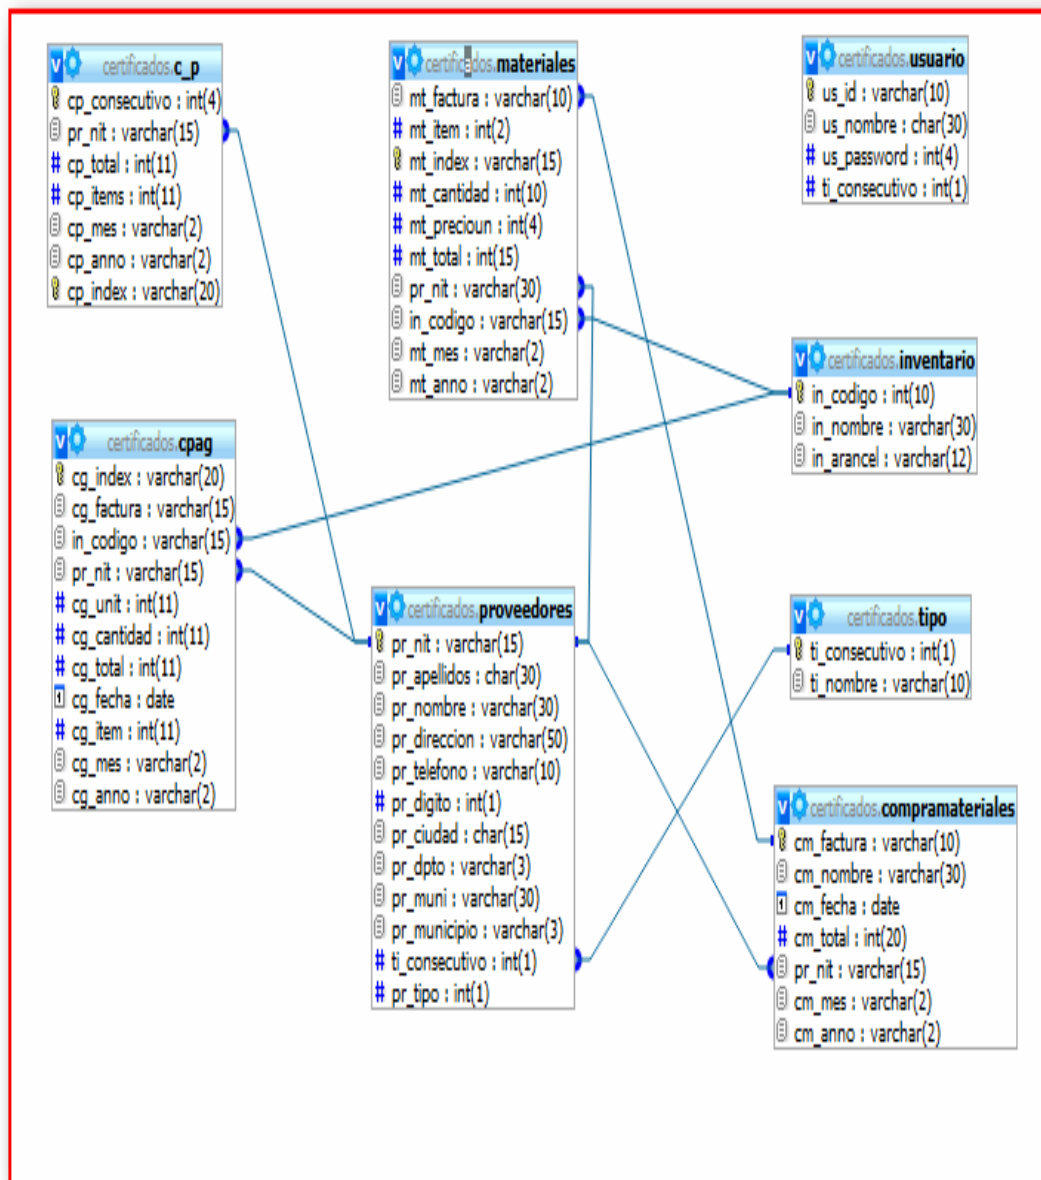 certificados.c_p
cp_consecutivo : int(4)
pr_nit : varchar(15)
cp_total : int(11)
cp_items : int(11)
cp_mes : varchar(2)
cp_anno : varchar(2)
cp_index : varchar(20)
certificados.materiales
mt_factura : varchar(10)
mt_item : int(2)
mt_index : varchar(15)
mt_cantidad : int(10)
mt_precioun : int(4)
mt_total : int(15)
pr_nit : varchar(30)
in_codigo : varchar(15)
mt_mes : varchar(2)
mt_anno : varchar(2)
certificados.usuario
us_id : varchar(10)
us_nombre : char(30)
us_password : int(4)
ti_consecutivo : int(1)
certificados.inventario
in_codigo : int(10)
in_nombre : varchar(30)
in_arancel : varchar(12)
certificados.cpag
cg_index : varchar(20)
cg_factura : varchar(15)
in_codigo : varchar(15)
pr_nit : varchar(15)
cg_unit : int(11)
cg_cantidad : int(11)
cg_total : int(11)
cg_fecha : date
cg_item : int(11)
cg_mes : varchar(2)
cg_anno : varchar(2)
certificados.proveedores
pr_nit : varchar(15)
pr_apellidos : char(30)
pr_nombre : varchar(30)
pr_direccion : varchar(50)
pr_telefono : varchar(10)
pr_digito : int(1)
pr_ciudad : char(15)
pr_dpto : varchar(3)
pr_muni : varchar(30)
pr_municipio : varchar(3)
ti_consecutivo : int(1)
pr_tipo : int(1)
certificados.tipo
ti_consecutivo : int(1)
ti_nombre : varchar(10)
certificados.compramateriales
cm_factura : varchar(10)
cm_nombre : varchar(30)
cm_fecha : date
cm_total : int(20)
pr_nit : varchar(15)
cm_mes : varchar(2)
cm_anno : varchar(2)